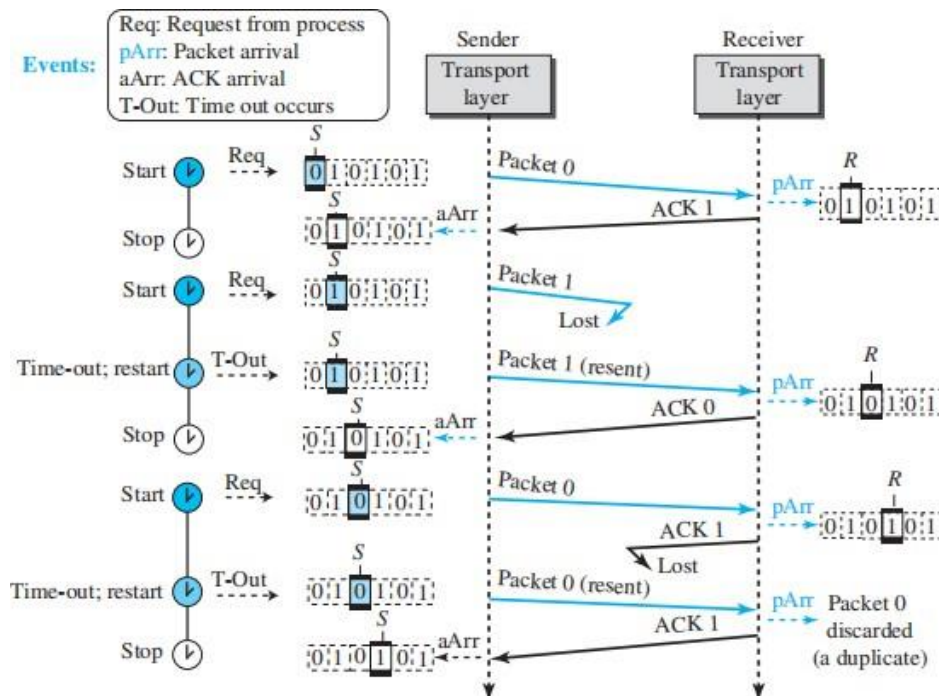 Events:
Req: Request from process
pArr: Packet arrival
aArr: ACK arrival
T-Out: Time out occurs
Sender
Transport
layer
Receiver
Transport
layer
Start
Req
S
0 1 0 1 0 1
Packet 0
pArr
R
0 1 0 1 0 1
Stop
S
0 1 0 1 0 1
aArr
ACK 1
Start
Req
S
0 1 0 1 0 1
Packet 1
Lost
Time-out; restart
T-Out
S
0 1 0 1 0 1
Packet 1 (resent)
pArr
R
0 1 0 1 0 1
Stop
S
0 1 0 1 0 1
aArr
ACK 0
Start
Req
S
0 1 0 1 0 1
Packet 0
pArr
R
0 1 0 1 0 1
ACK 1
Lost
Time-out; restart
T-Out
S
0 1 0 1 0 1
Packet 0 (resent)
pArr
Packet 0
discarded
(a duplicate)
Stop
S
0 1 0 1 0 1
aArr
ACK 1